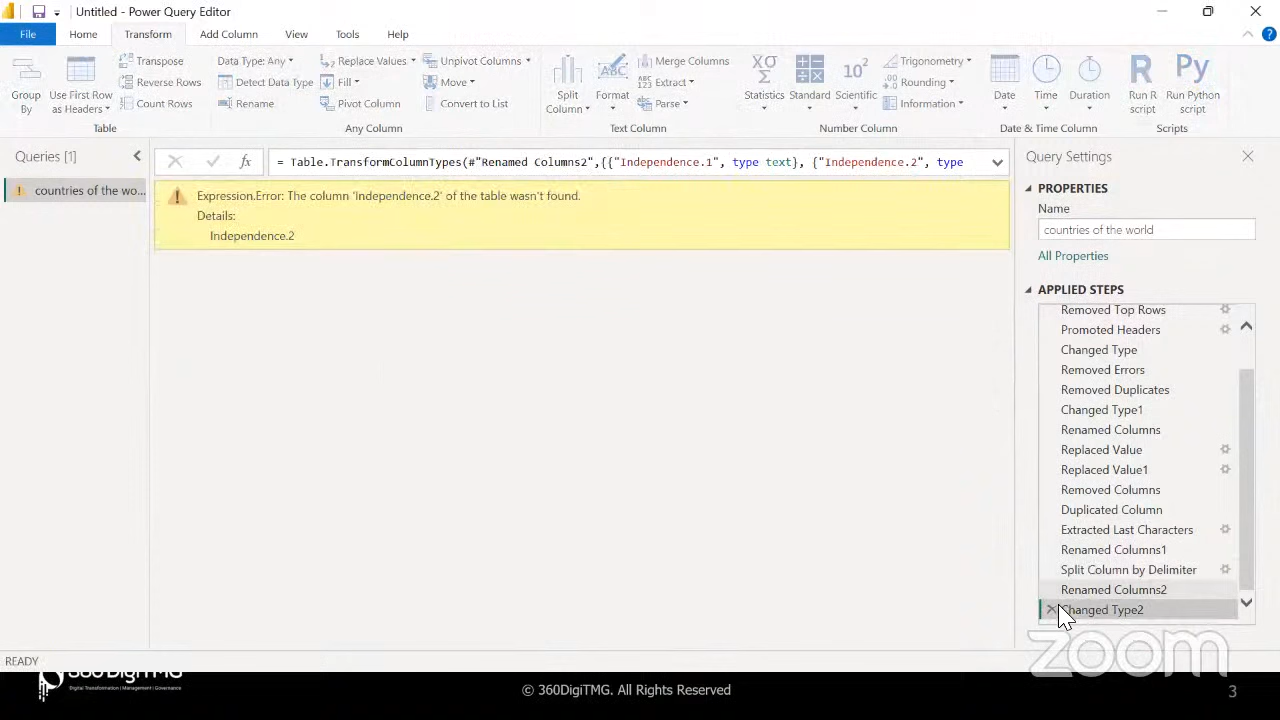 Untitled - Power Query Editor
File Home Transform Add Column View Tools Help
Group By
Use First Row as Headers
Transpose
Reverse Rows
Count Rows
Table
Data Type: Any
Detect Data Type
Rename
Replace Values
Fill
Pivot Column
Unpivot Columns
Move
Convert to List
Any Column
Split Column
Format
Merge Columns
Extract
Parse
Text Column
Statistics
Standard
Scientific
Trigonometry
Rounding
Information
Number Column
Date
Time
Duration
Date & Time Column
Run R script
Run Python script
Scripts
Queries [1]
countries of the wo...
= Table.TransformColumnTypes(#"Renamed Columns2",{{"Independence.1", type text}, {"Independence.2", type
Expression.Error: The column 'Independence.2' of the table wasn't found.
Details:
Independence.2
Query Settings
PROPERTIES
Name
countries of the world
All Properties
APPLIED STEPS
Removed Top Rows
Promoted Headers
Changed Type
Removed Errors
Removed Duplicates
Changed Type1
Renamed Columns
Replaced Value
Replaced Value1
Removed Columns
Duplicated Column
Extracted Last Characters
Renamed Columns1
Split Column by Delimiter
Renamed Columns2
Changed Type2
READY
zoom
360DigiTMG
Digital Transformation | Management | Governance
© 360DigiTMG. All Rights Reserved
3